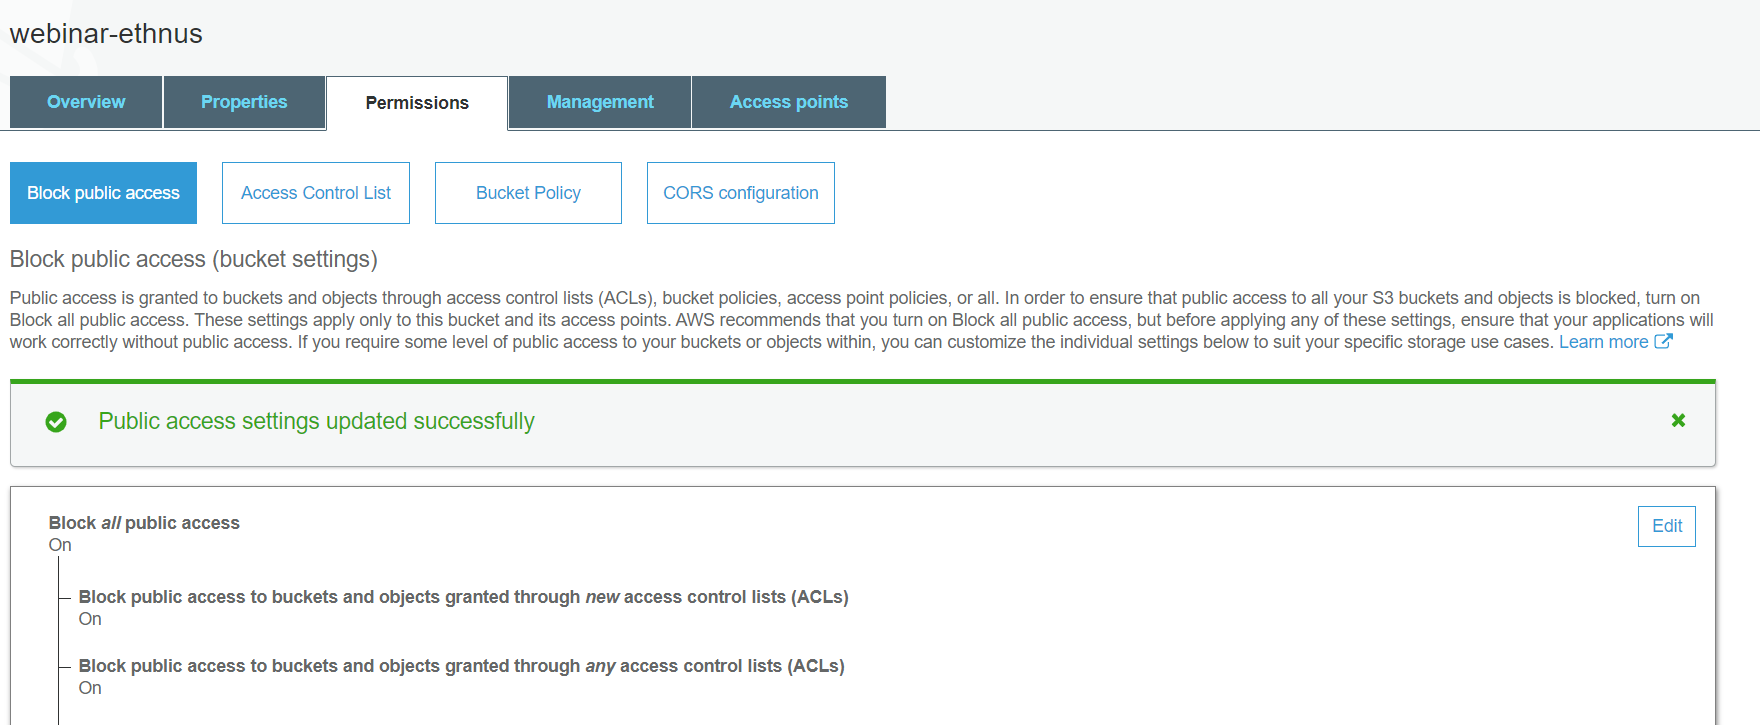 webinar-ethnus
Overview Properties Permissions Management Access points
Block public access Access Control List Bucket Policy CORS configuration
Block public access (bucket settings)
Public access is granted to buckets and objects through access control lists (ACLs), bucket policies, access point policies, or all. In order to ensure that public access to all your S3 buckets and objects is blocked, turn on
Block all public access. These settings apply only to this bucket and its access points. AWS recommends that you turn on Block all public access, but before applying any of these settings, ensure that your applications will
work correctly without public access. If you require some level of public access to your buckets or objects within, you can customize the individual settings below to suit your specific storage use cases. Learn more
Public access settings updated successfully
Block all public access
Edit
On
Block public access to buckets and objects granted through new access control lists (ACLs)
On
Block public access to buckets and objects granted through any access control lists (ACLs)
On